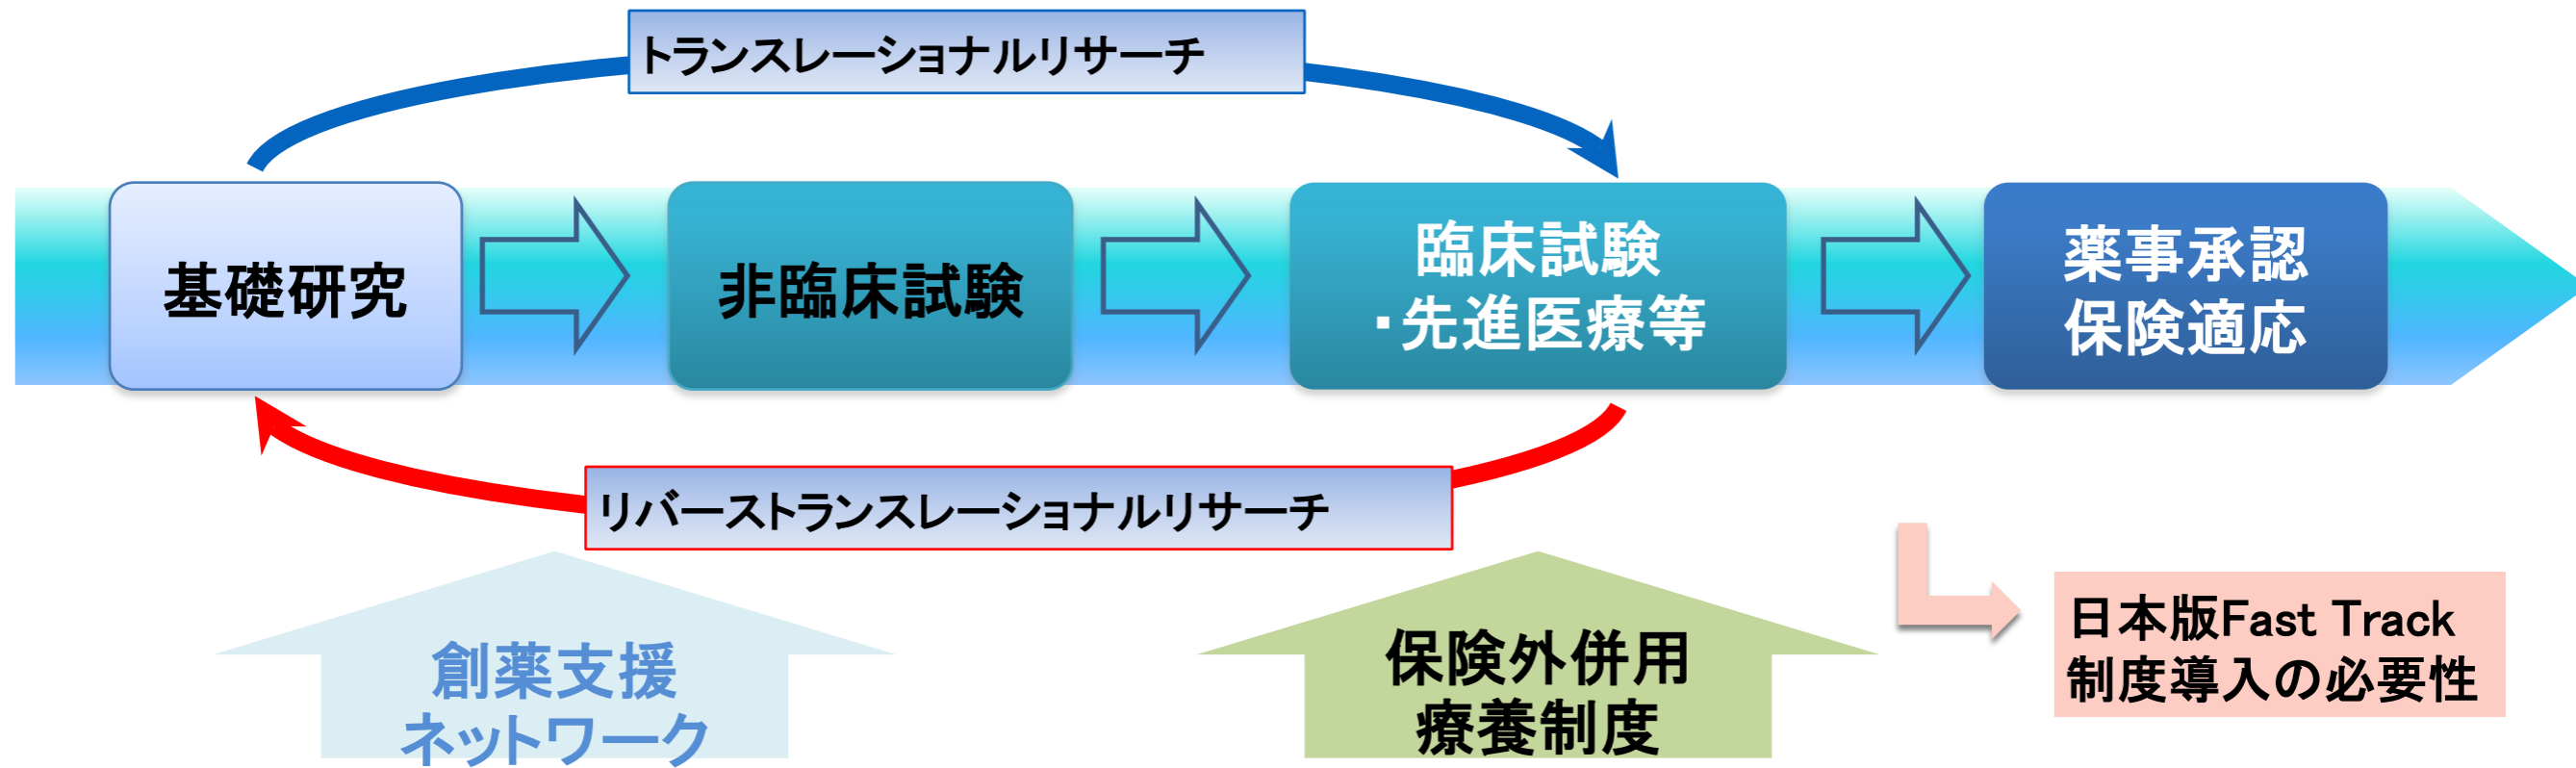 トランスレーショナルリサーチ
基礎研究
非臨床試験
臨床試験
・先進医療等
薬事承認
保険適応
リバーストランスレーショナルリサーチ
創薬支援
ネットワーク
保険外併用
療養制度
日本版Fast Track
制度導入の必要性